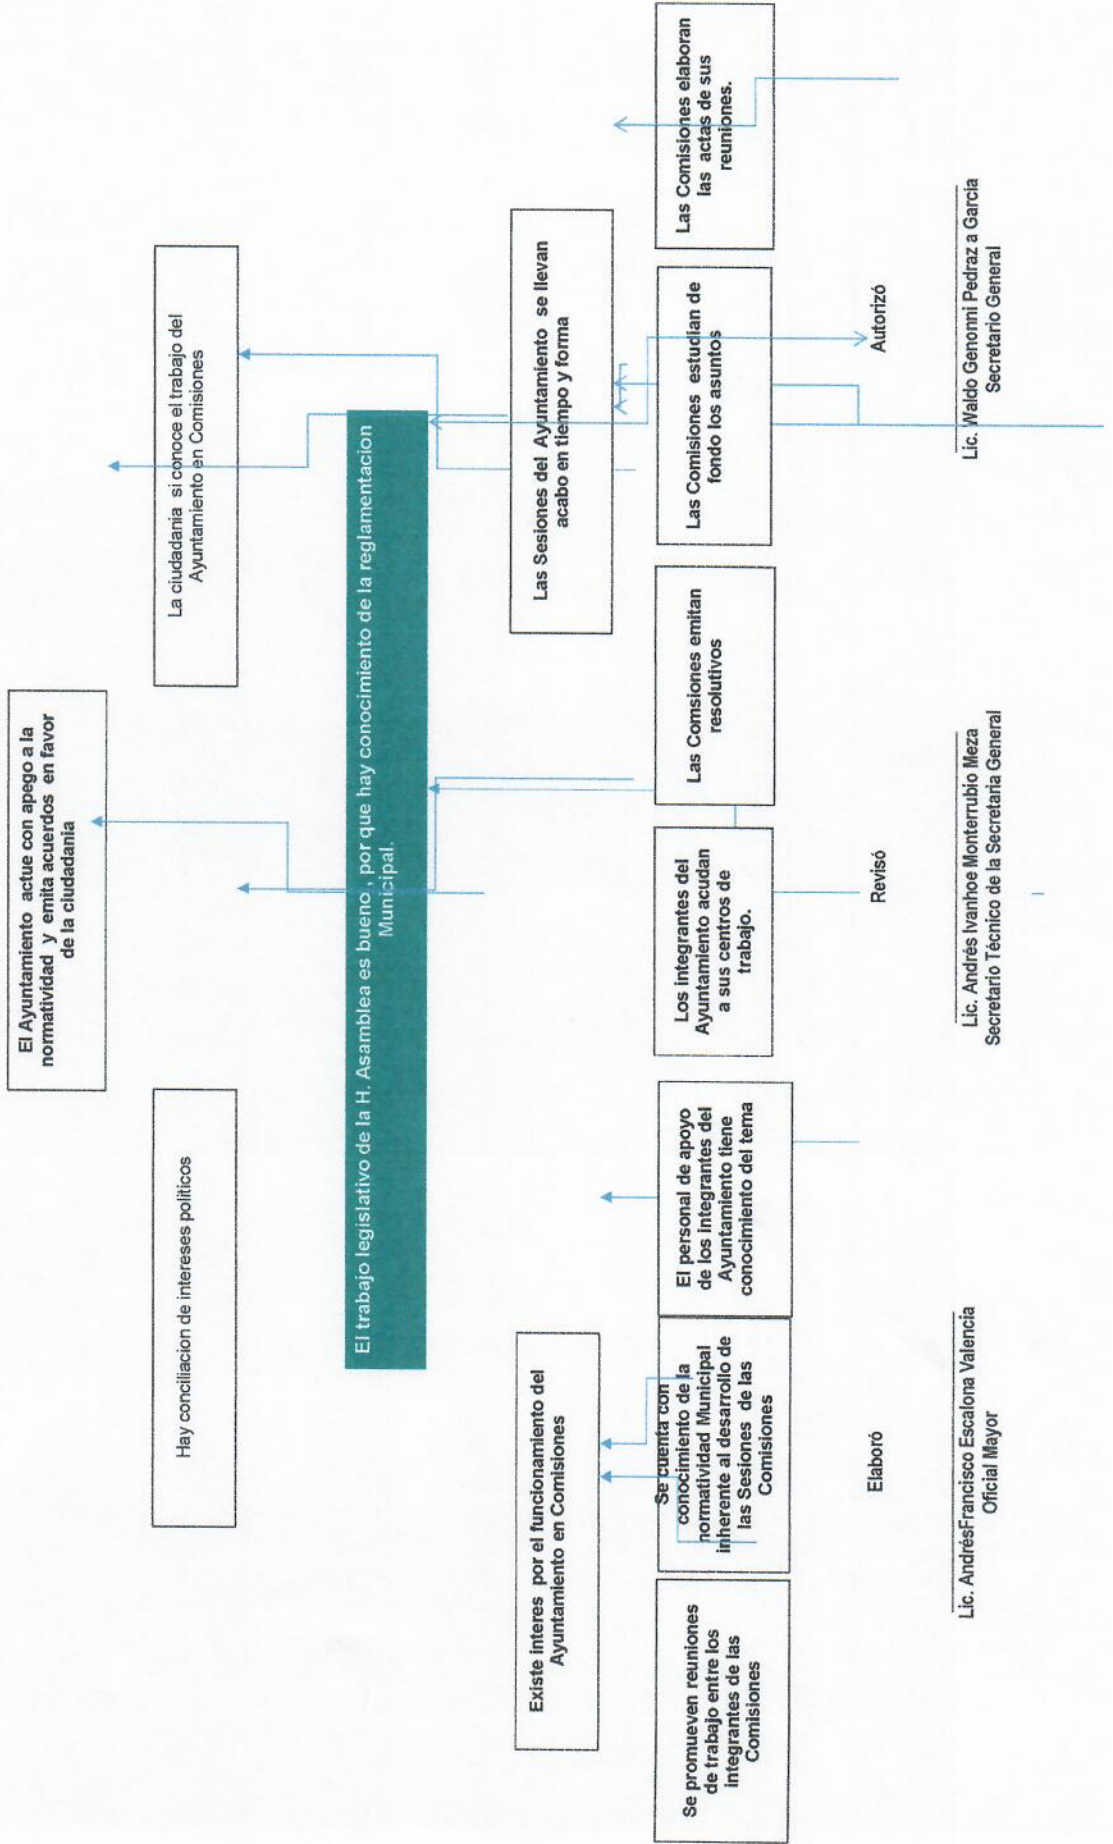 El Ayuntamiento actue con apego a la
normatividad y emita acuerdos en favor
de la ciudadania
Hay conciliacion de intereses políticos
La ciudadania si conoce el trabajo del
Ayuntamiento en Comisiones
El trabajo legislativo de la H. Asamblea es bueno , por que hay conocimiento de la reglamentacion
Municipal.
Existe interes por el funcionamiento del
Ayuntamiento en Comisiones
Las Sesiones del Ayuntamiento se llevan
acabo en tiempo y forma
Se promueven reuniones
de trabajo entre los
integrantes de las
Comisiones
Se cuenta con
conocimiento de la
normatividad Municipal
inherente al desarrollo de
las Sesiones de las
Comisiones
El personal de apoyo
de los integrantes del
Ayuntamiento tiene
conocimiento del tema
Los integrantes del
Ayuntamiento acudan
a sus centros de
trabajo.
Las Comsiones emitan
resolutivos
Las Comisiones estudian de
fondo los asuntos
Las Comisiones elaboran
las actas de sus
reuniones.
Elaboró
Lic. AndrésFrancisco Escalona Valencia
Oficial Mayor
Revisó
Lic. Andrés Ivanhoe Monterrubio Meza
Secretario Técnico de la Secretaria General
Autorizó
Lic. Waldo Genonni Pedraz a García
Secretario General